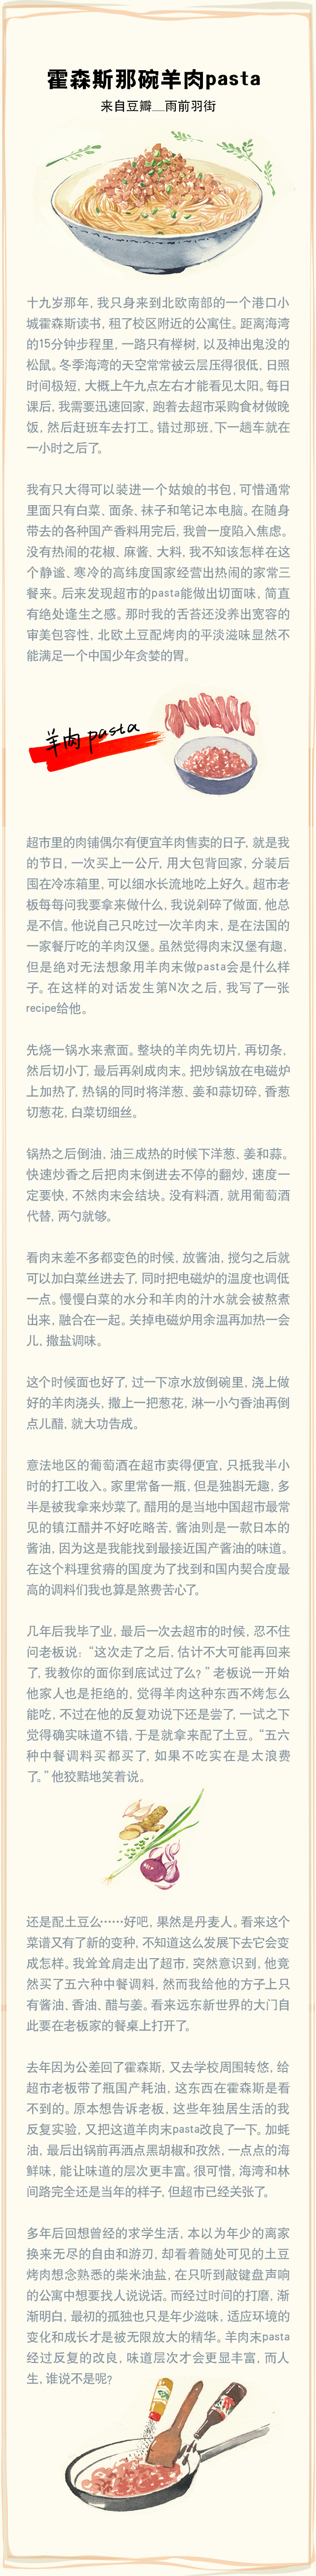 霍森斯那碗羊肉pasta
来自豆瓣__雨前羽街
十九岁那年, 我只身来到北欧南部的一个港口小
城霍森斯读书, 租了校区附近的公寓住。距离海湾
的15分钟步程里, 一路只有榉树, 以及神出鬼没的
松鼠。冬季海湾的天空常常被云层压得很低, 日照
时间极短, 大概上午九点左右才能看见太阳。每日
课后, 我需要迅速回家, 跑着去超市采购食材做晚
饭, 然后赶班车去打工。错过那班, 下一趟车就在
一小时之后了。
我有只大得可以装进一个姑娘的书包, 可惜通常
里面只有白菜、面条、袜子和笔记本电脑。在随身
带去的各种国产香料用完后, 我曾一度陷入焦虑。
没有热闹的花椒、麻酱、大料, 我不知该怎样在这
个静谧、寒冷的高纬度国家经营出热闹的家常三
餐来。后来发现超市的pasta能做出切面味, 简直
有绝处逢生之感。那时我的舌苔还没养出宽容的
审美包容性, 北欧土豆配烤肉的平淡滋味显然不
能满足一个中国少年贪婪的胃。
羊肉pasta
超市里的肉铺偶尔有便宜羊肉售卖的日子, 就是我
的节日, 一次买上一公斤, 用大包背回家, 分装后
囤在冷冻箱里, 可以细水长流地吃上好久。超市老
板每每问我要拿来做什么, 我说剁碎了做面, 他总
是不信。他说自己只吃过一次羊肉末, 是在法国的
一家餐厅吃的羊肉汉堡。虽然觉得肉末汉堡有趣,
但是绝对无法想象用羊肉末做pasta会是什么样
子。在这样的对话发生第N次之后, 我写了一张
recipe给他。
先烧一锅水来煮面。整块的羊肉先切片, 再切条,
然后切小丁, 最后再剁成肉末。把炒锅放在电磁炉
上加热了, 热锅的同时将洋葱、姜和蒜切碎, 香葱
切葱花, 白菜切细丝。
锅热之后倒油, 油三成热的时候下洋葱、姜和蒜。
快速炒香之后把肉末倒进去不停的翻炒, 速度一
定要快, 不然肉末会结块。没有料酒, 就用葡萄酒
代替, 两勺就够。
看肉末差不多都变色的时候, 放酱油, 搅匀之后就
可以加白菜丝进去了, 同时把电磁炉的温度也调低
一点。慢慢白菜的水分和羊肉的汁水就会被熬煮
出来, 融合在一起。关掉电磁炉用余温再加热一会
儿, 撒盐调味。
这个时候面也好了, 过一下凉水放倒碗里, 浇上做
好的羊肉浇头, 撒上一把葱花, 淋一小勺香油再倒
点儿醋, 就大功告成。
意法地区的葡萄酒在超市卖得便宜, 只抵我半小
时的打工收入。家里常备一瓶, 但是独斟无趣, 多
半是被我拿来炒菜了。醋用的是当地中国超市最常
见的镇江醋并不好吃略苦, 酱油则是一款日本的
酱油, 因为这是我能找到最接近国产酱油的味道。
在这个料理贫瘠的国度为了找到和国内契合度最
高的调料们我也算是煞费苦心了。
几年后我毕了业, 最后一次去超市的时候, 忍不住
问老板说: “这次走了之后, 估计不大可能再回来
了, 我教你的面你到底试过了么? ” 老板说一开始
他家人也是拒绝的, 觉得羊肉这种东西不烤怎么
能吃, 不过在他的反复劝说下还是尝了, 一试之下
觉得确实味道不错, 于是就拿来配了土豆。“五六
种中餐调料买都买了, 如果不吃实在是太浪费
了。” 他狡黠地笑着说。
还是配土豆么……好吧, 果然是丹麦人。看来这个
菜谱又有了新的变种, 不知道这么发展下去它会变
成怎样。我耸耸肩走出了超市, 突然意识到, 他竟
然买了五六种中餐调料, 然而我给他的方子上只
有酱油、香油、醋与姜。看来远东新世界的大门自
此要在老板家的餐桌上打开了。
去年因为公差回了霍森斯, 又去学校周围转悠, 给
超市老板带了瓶国产耗油, 这东西在霍森斯是看
不到的。原本想告诉老板, 这些年独居生活的我
反复实验, 又把这道羊肉末pasta改良了一下。加蚝
油, 最后出锅前再洒点黑胡椒和孜然, 一点点的海
鲜味, 能让味道的层次更丰富。很可惜, 海湾和林
间路完全还是当年的样子, 但超市已经关张了。
多年后回想曾经的求学生活, 本以为年少的离家
换来无尽的自由和游刃, 却看着随处可见的土豆
烤肉想念熟悉的柴米油盐, 在只听到敲键盘声响
的公寓中想要找人说说话。而经过时间的打磨, 渐
渐明白, 最初的孤独也只是年少滋味, 适应环境的
变化和成长才是被无限放大的精华。羊肉末pasta
经过反复的改良, 味道层次才会更显丰富, 而人
生, 谁说不是呢?